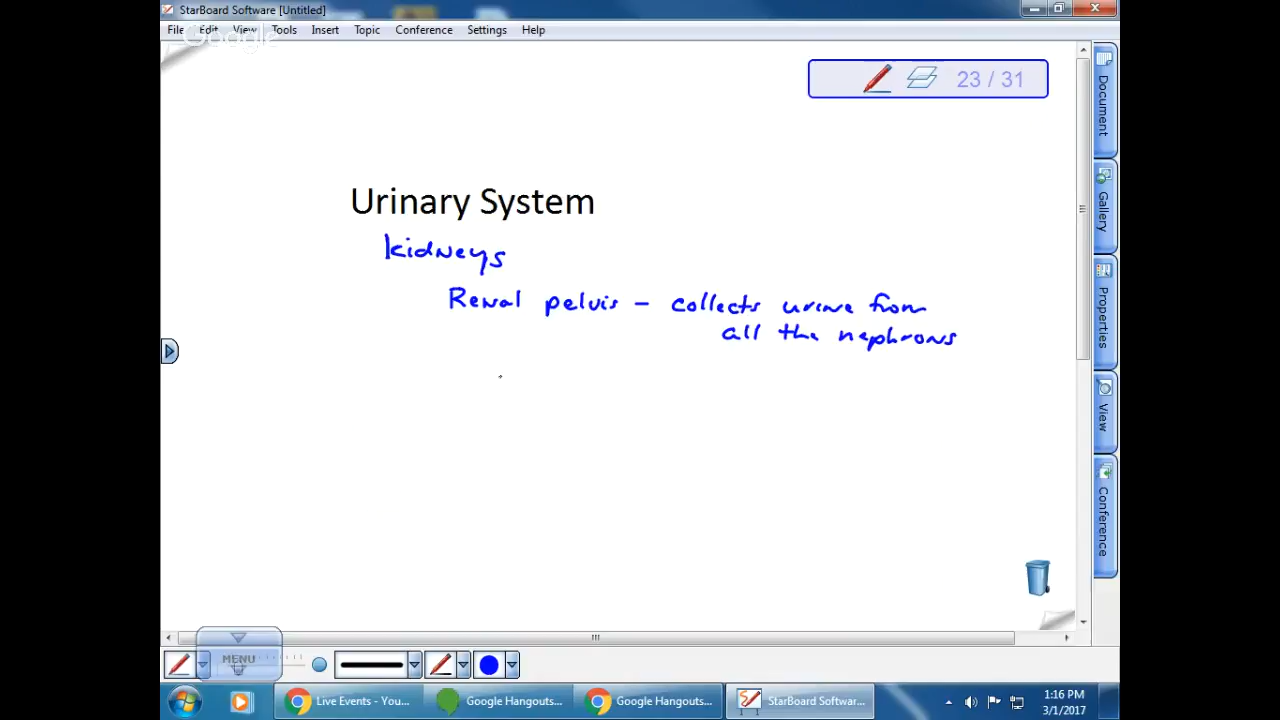 StarBoard Software [Untitled]
File Edit View Tools Insert Topic Conference Settings Help
Google
23 / 31
Document
Gallery
Properties
View
Conference
Urinary System
kidneys
Renal pelvis – collects urine from
all the nephrons
MENU
Live Events - You...
Google Hangouts...
Google Hangouts...
StarBoard Softwar...
1:16 PM
3/1/2017